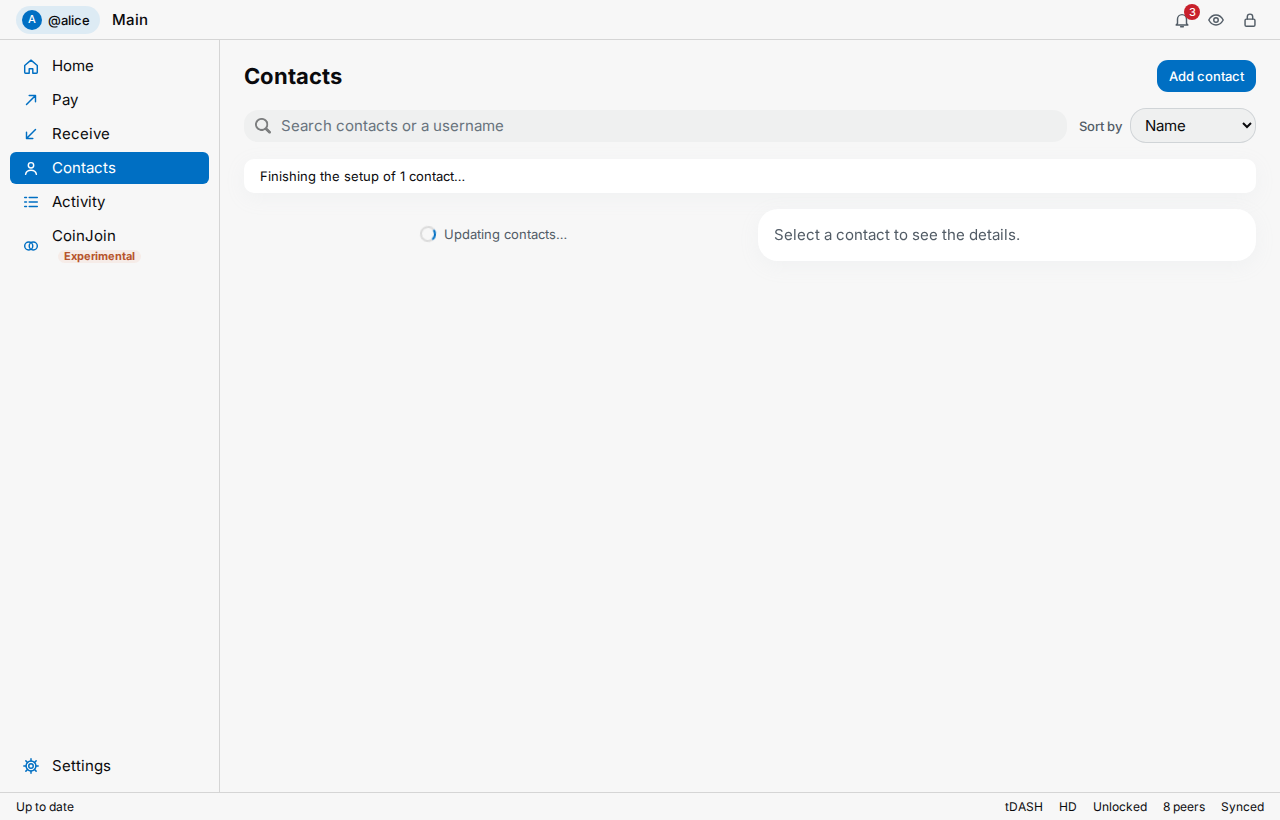 A @alice Main 3
Home
Pay
Receive
Contacts
Activity
CoinJoin
Experimental
Settings
Contacts
Add contact
Search contacts or a username
Sort by Name
Finishing the setup of 1 contact...
Updating contacts...
Select a contact to see the details.
Up to date
tDASH HD Unlocked 8 peers Synced